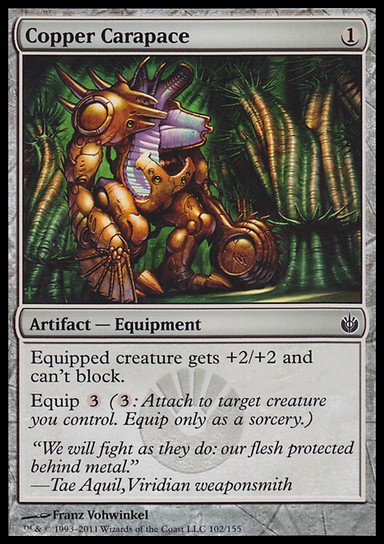 Copper Carapace 1
Artifact — Equipment
Equipped creature gets +2/+2 and
can't block.
Equip 3 (3: Attach to target creature
you control. Equip only as a sorcery.)
"We will fight as they do: our flesh protected
behind metal."
—Tae Aquil, Viridian weaponsmith
Franz Vohwinkel
™ & © 1993–2011 Wizards of the Coast LLC 102/155